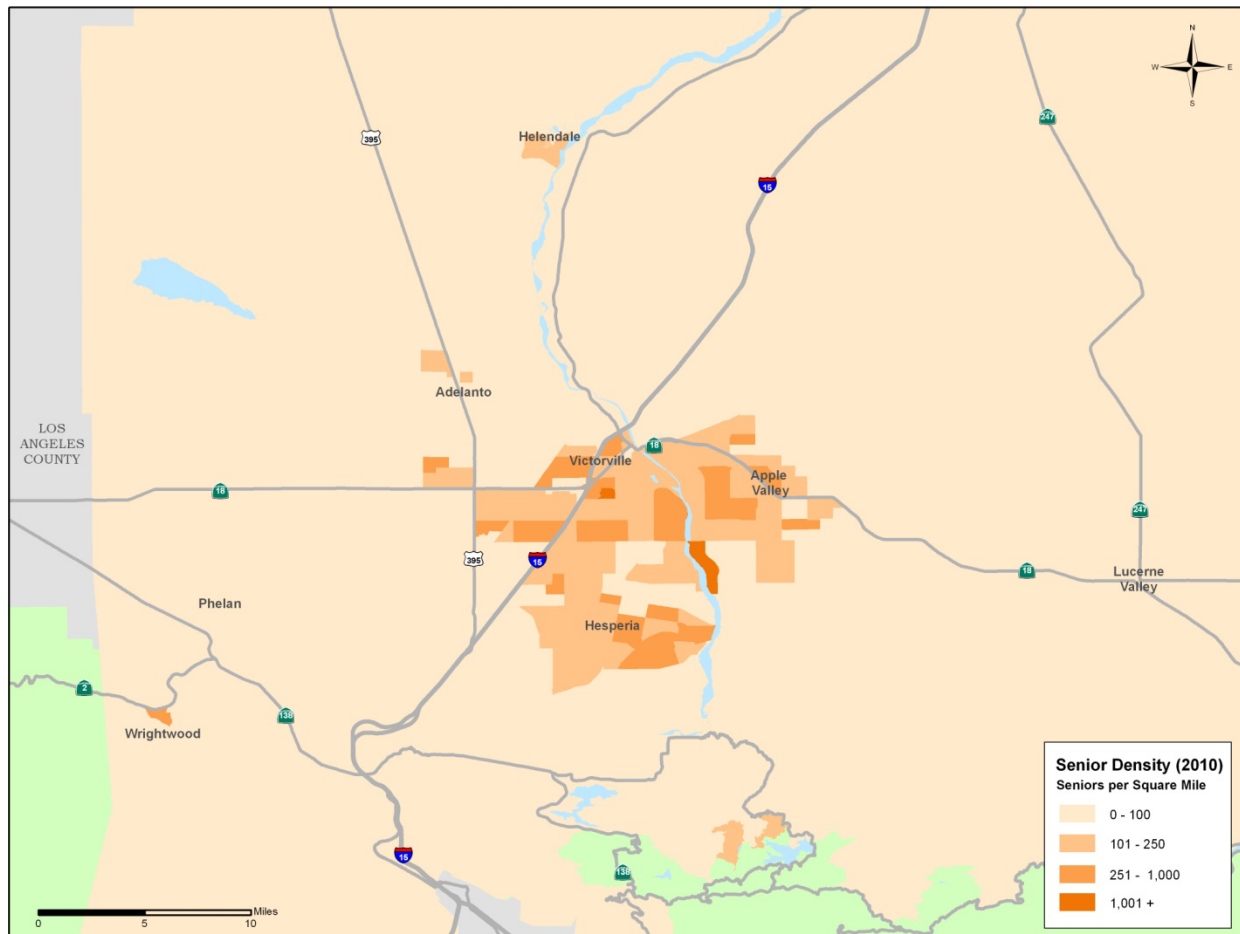 N
W E
S
395
247
Helendale
15
Adelanto
LOS
ANGELES
COUNTY
18
Victorville
18
Apple
Valley
247
395
15
18
Lucerne
Valley
Phelan
Hesperia
2
138
Wrightwood
15
138
Senior Density (2010)
Seniors per Square Mile
0 - 100
101 - 250
251 - 1,000
1,001 +
Miles
0 5 10